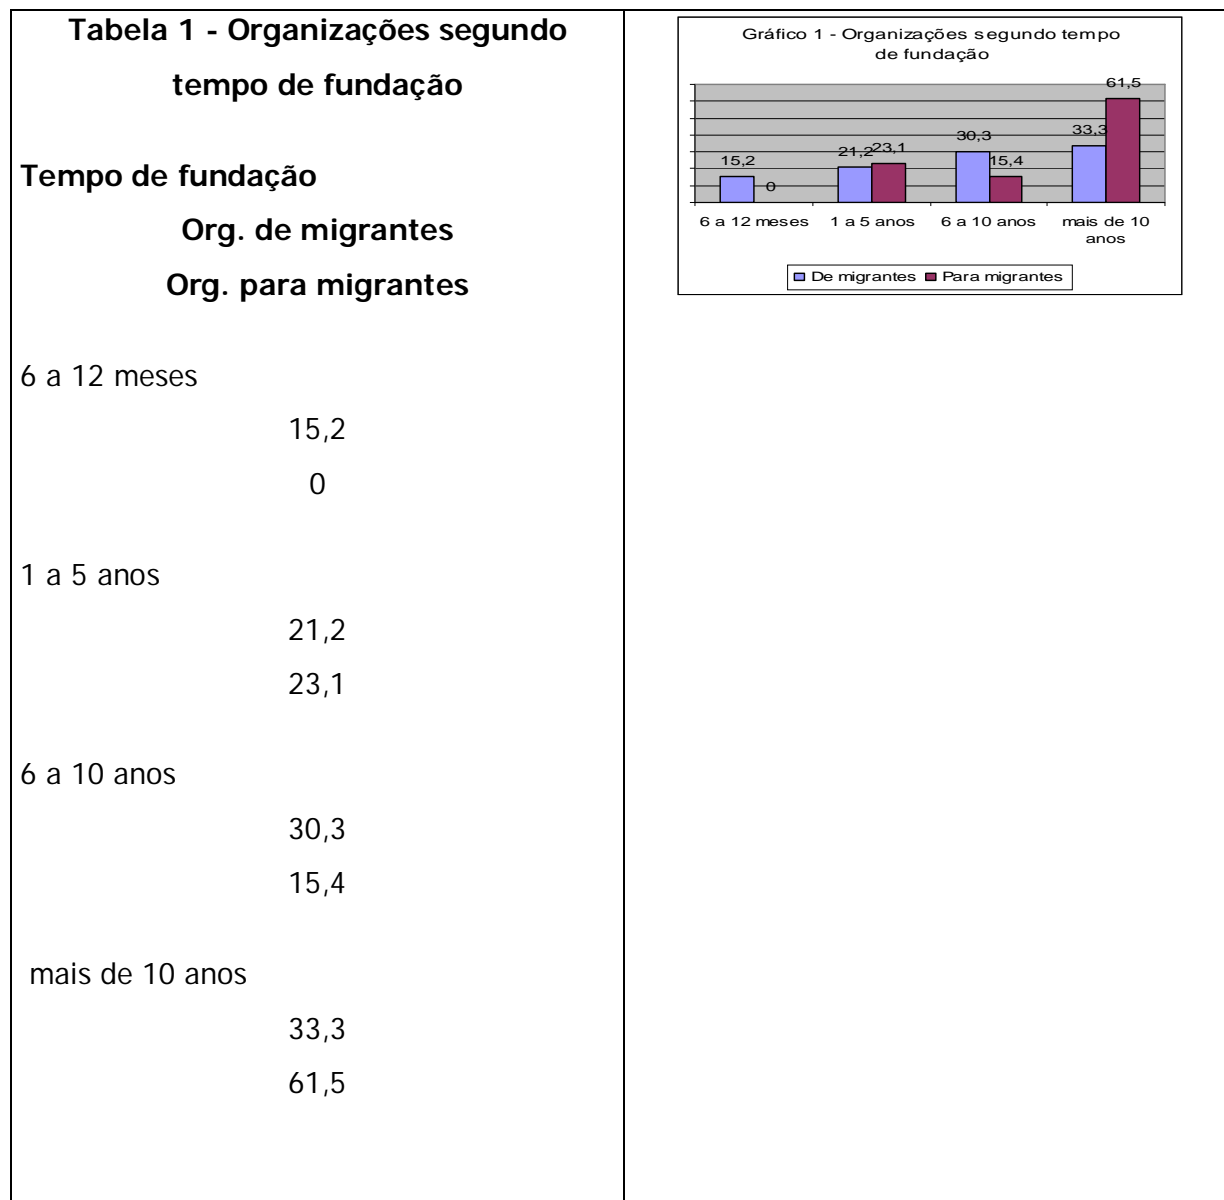 Tabela 1 - Organizações segundo
tempo de fundação
Tempo de fundação
Org. de migrantes
Org. para migrantes
6 a 12 meses
15,2
0
1 a 5 anos
21,2
23,1
6 a 10 anos
30,3
15,4
mais de 10 anos
33,3
61,5
Gráfico 1 - Organizações segundo tempo
de fundação
15,2
0
21,2
23,1
30,3
15,4
33,3
61,5
6 a 12 meses
1 a 5 anos
6 a 10 anos
mais de 10
anos
De migrantes
Para migrantes